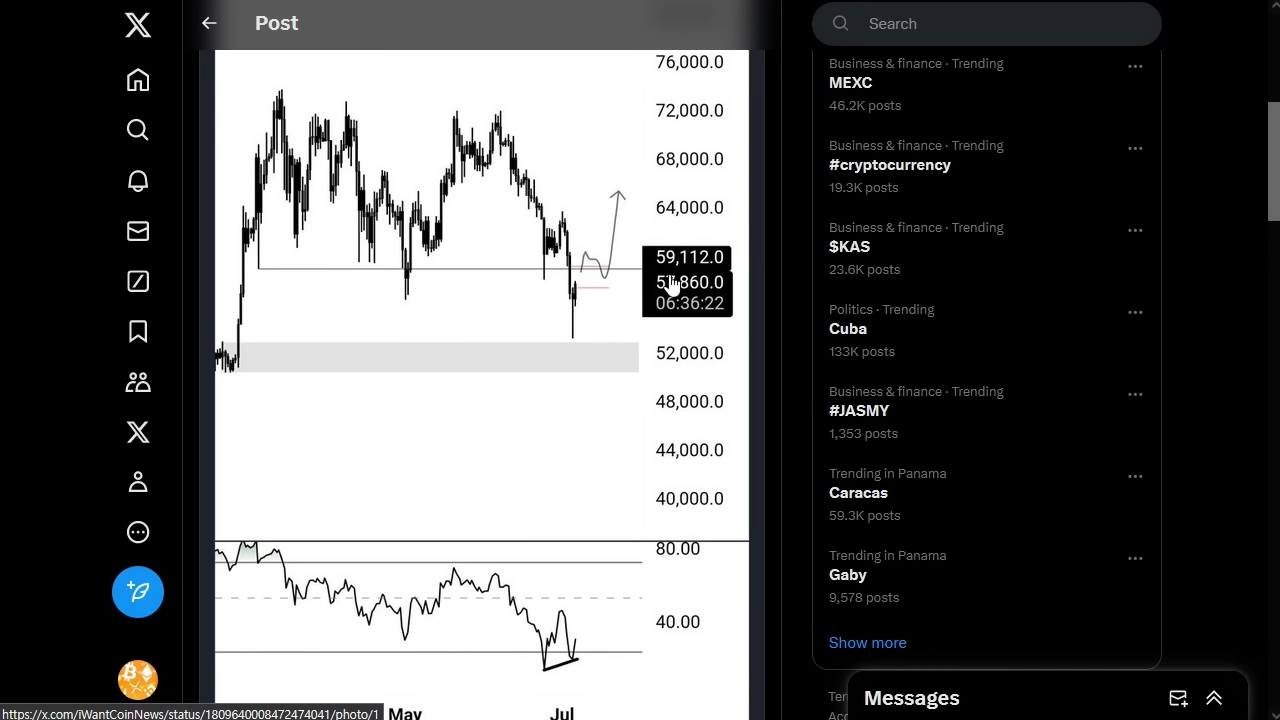 Post
76,000.0
72,000.0
68,000.0
64,000.0
59,112.0
06:36:22
52,000.0
48,000.0
44,000.0
40,000.0
80.00
40.00
May
Jul
Search
Business & finance · Trending
MEXC
46.2K posts
Business & finance · Trending
#cryptocurrency
19.3K posts
Business & finance · Trending
$KAS
23.6K posts
Politics · Trending
Cuba
133K posts
Business & finance · Trending
#JASMY
1,353 posts
Trending in Panama
Caracas
59.3K posts
Trending in Panama
Gaby
9,578 posts
Show more
Messages
https://x.com/iWantCoinNews/status/1809640008472474041/photo/1